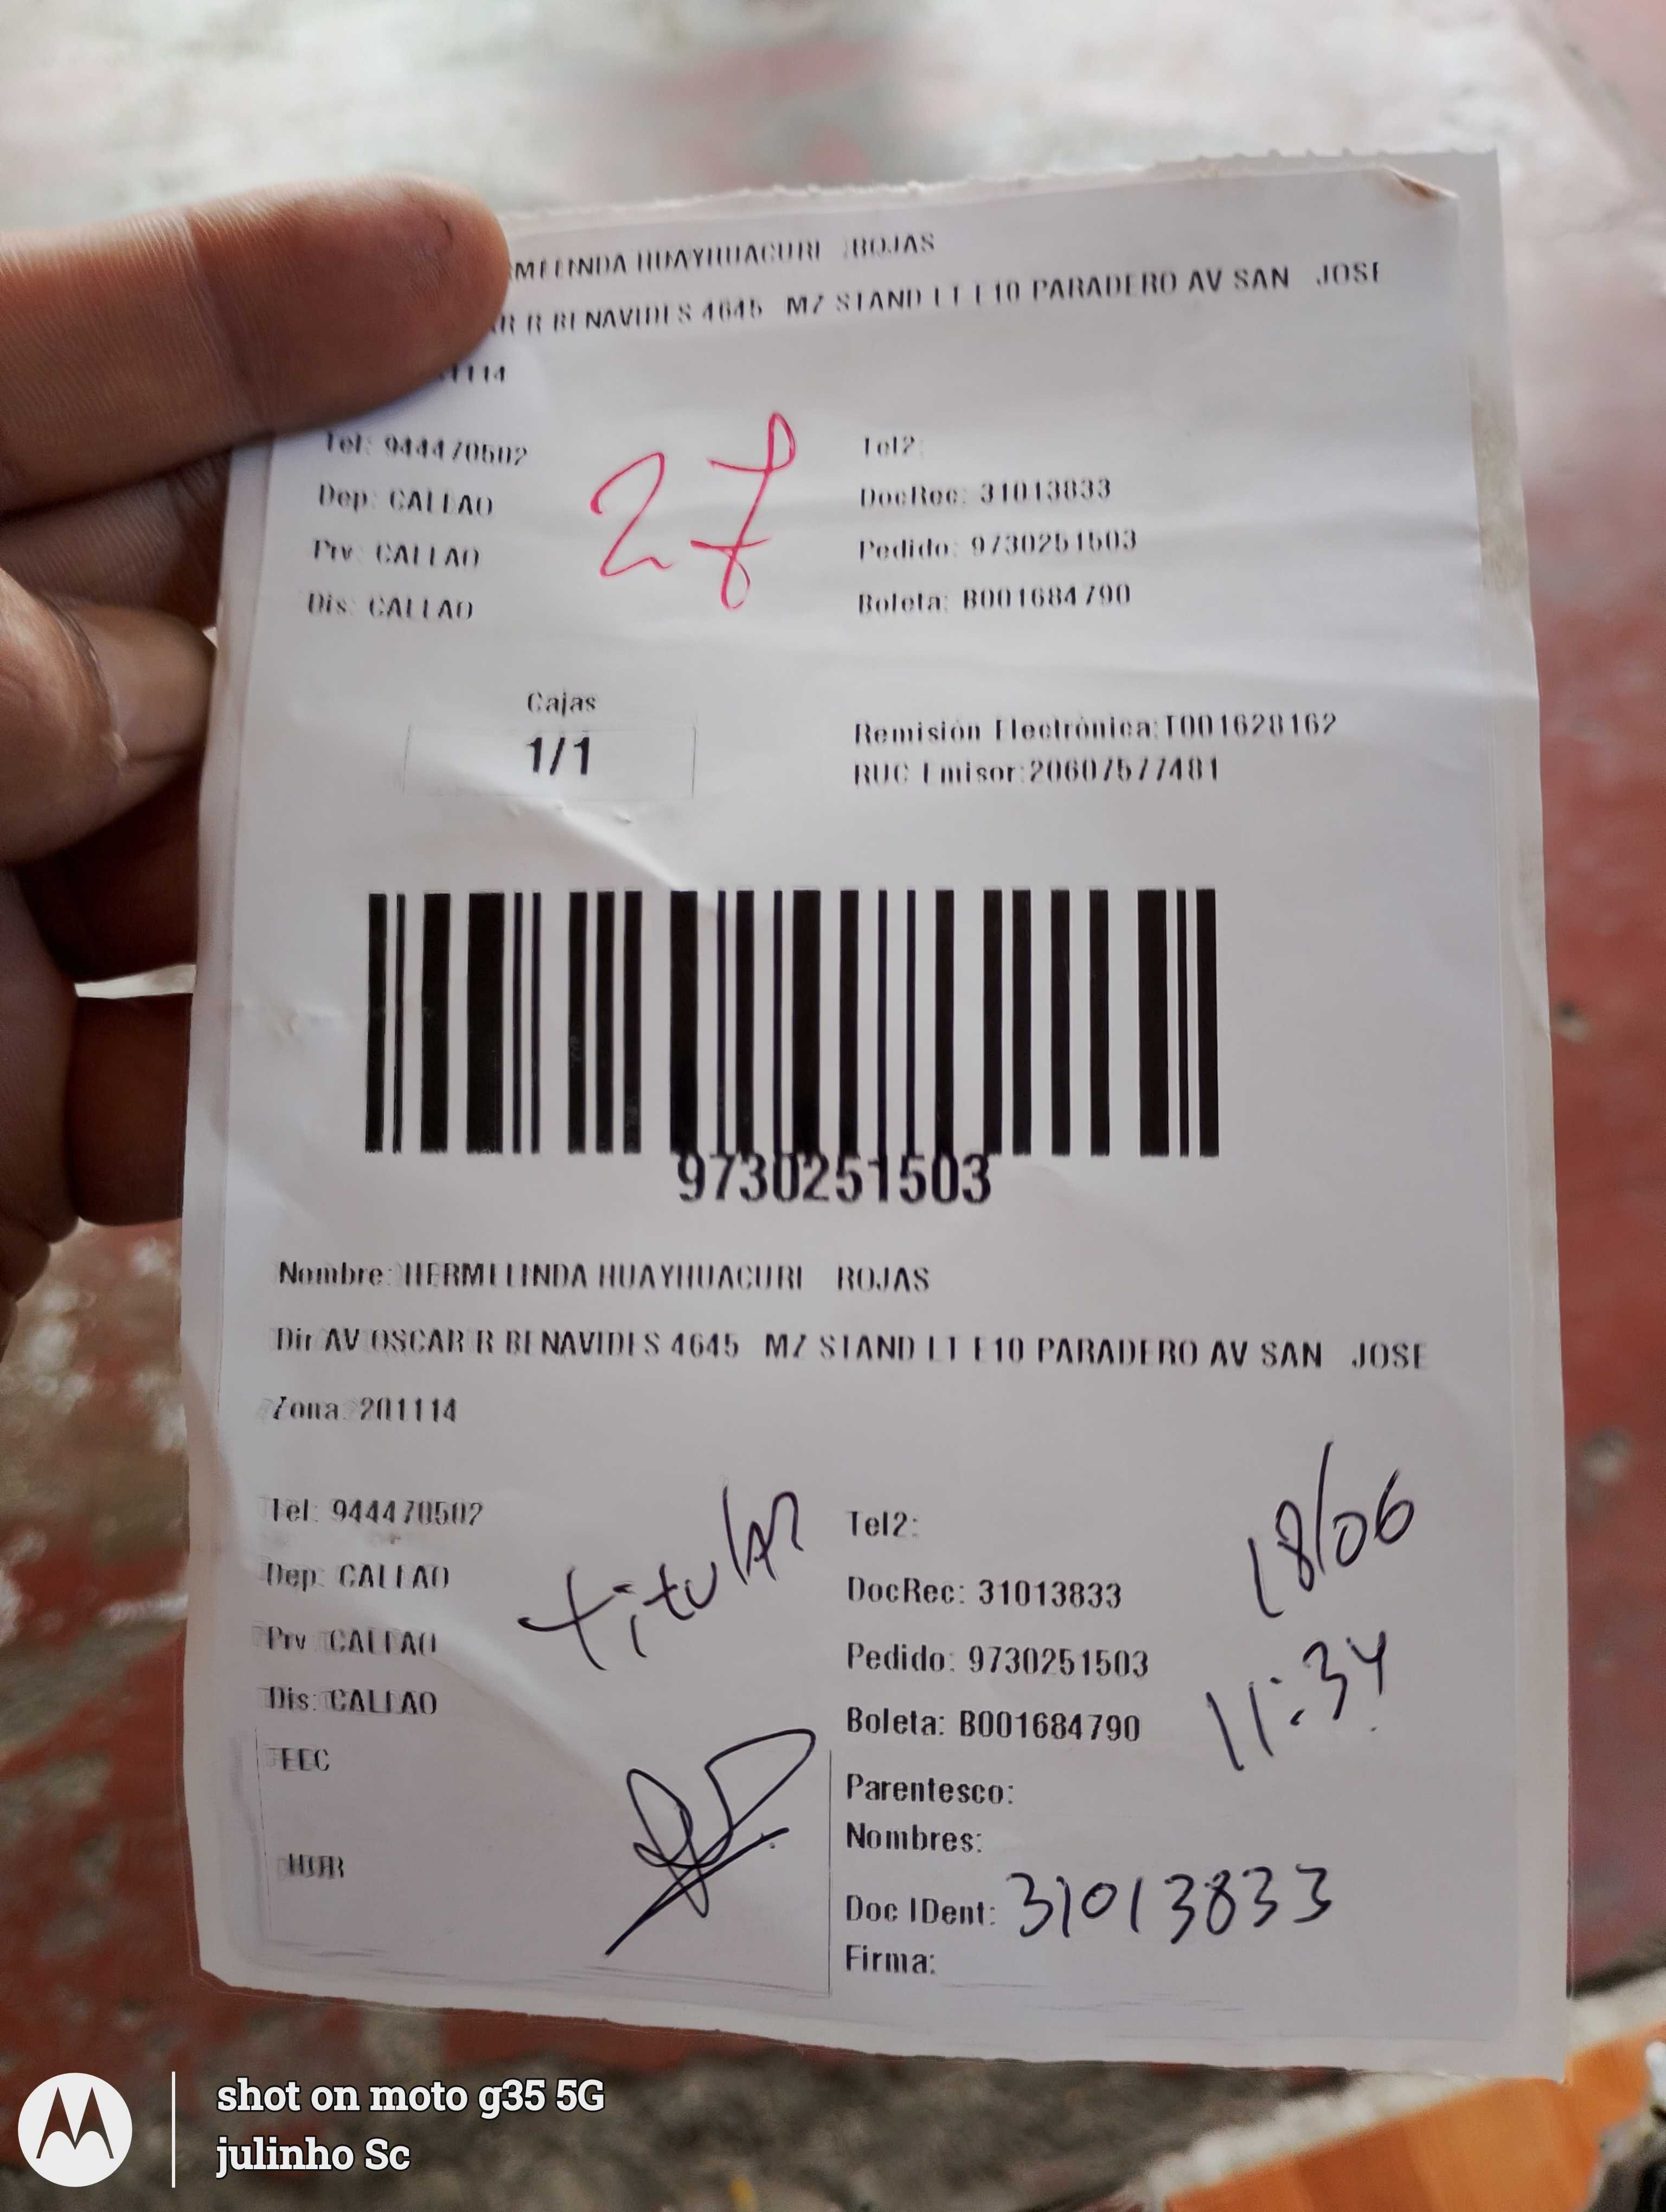 HUAYHUACURI ROJAS
R BENAVIDES 4645 MZ STAND LT E10 PARADERO AV SAN JOSE
1114
Tel: 944470502
Dep: CALLAO
Prv: CALLAO
Dis: CALLAO
27
Tel2:
DocRec: 31013833
Pedido: 9730251503
Boleta: B001684790
Cajas
1/1
Remisión Electrónica:T001628162
RUC Emisor:20607577481
9730251503
Nombre: HERMELINDA HUAYHUACURI ROJAS
Dir AV OSCAR R BENAVIDES 4645 MZ STAND LT E10 PARADERO AV SAN JOSE
Zona: 201114
Tel: 944470502
Dep: CALLAO
Prv: CALLAO
Dis: CALLAO
titular
Tel2:
DocRec: 31013833
Pedido: 9730251503
Boleta: B001684790
18/06
11:34
Parentesco:
Nombres:
Doc IDent: 31013833
Firma:
shot on moto g35 5G
julinho Sc